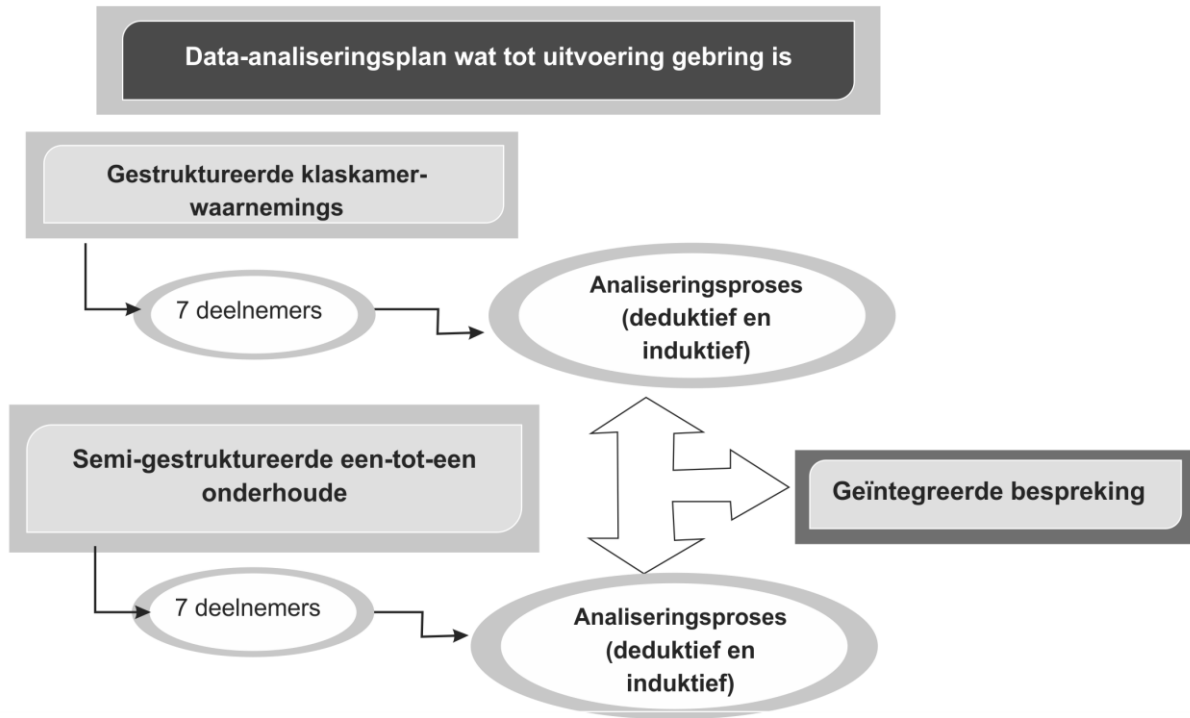 Data-analiseringsplan wat tot uitvoering gebring is
Gestruktureerde klaskamer-
waarnemings
7 deelnemers
Analiseringsproses
(deduktief en
induktief)
Semi-gestruktureerde een-tot-een
onderhoude
7 deelnemers
Analiseringsproses
(deduktief en
induktief)
Geïntegreerde bespreking